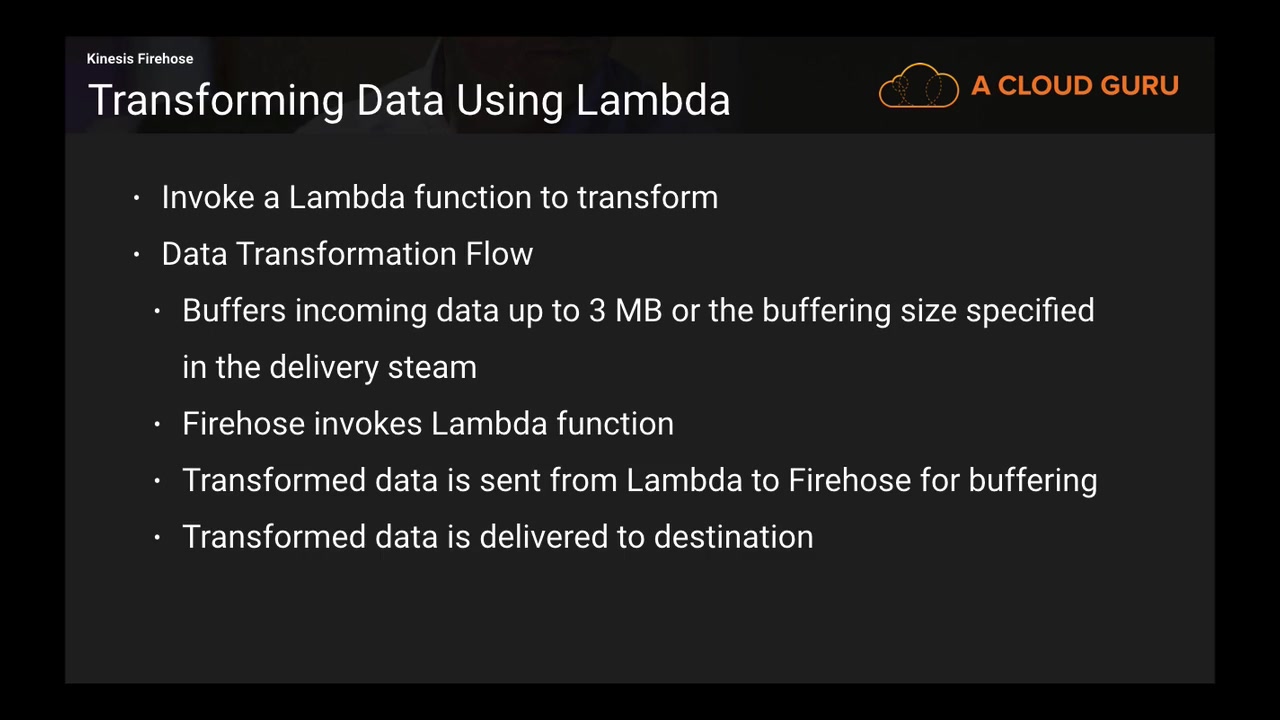 Kinesis Firehose
Transforming Data Using Lambda
A CLOUD GURU
• Invoke a Lambda function to transform
• Data Transformation Flow
• Buffers incoming data up to 3 MB or the buffering size specified
in the delivery steam
• Firehose invokes Lambda function
• Transformed data is sent from Lambda to Firehose for buffering
• Transformed data is delivered to destination